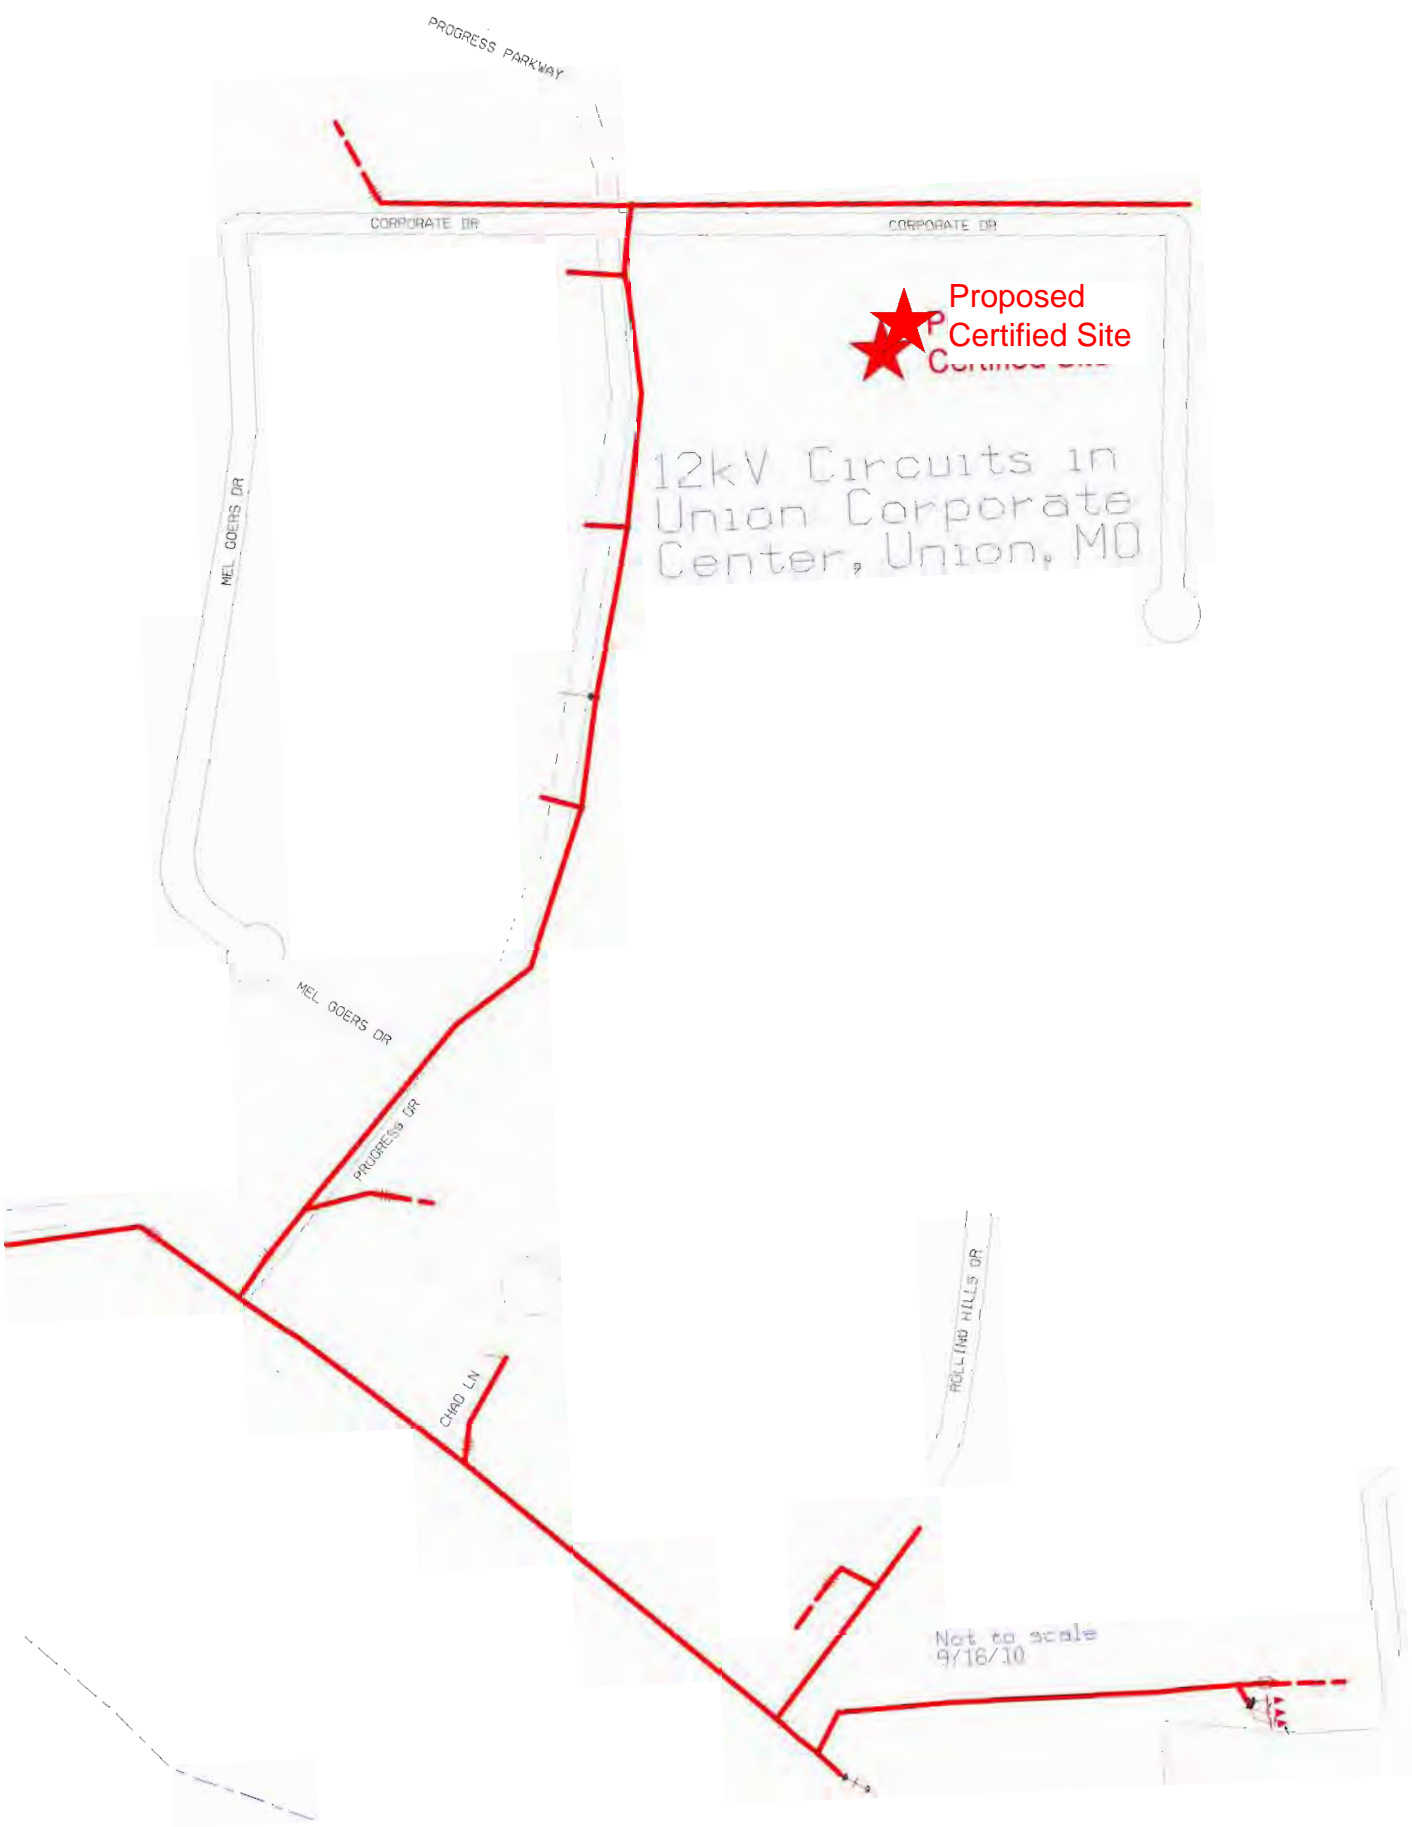 PROGRESS PARKWAY
CORPORATE DR
CORPORATE DR
Proposed
Certified Site
12kV Circuits in
Union Corporate
Center, Union, MO
MEL GOERS DR
MEL GOERS DR
PROGRESS DR
ROLLING HILLS DR
CHAD LN
Not to scale
9/16/10